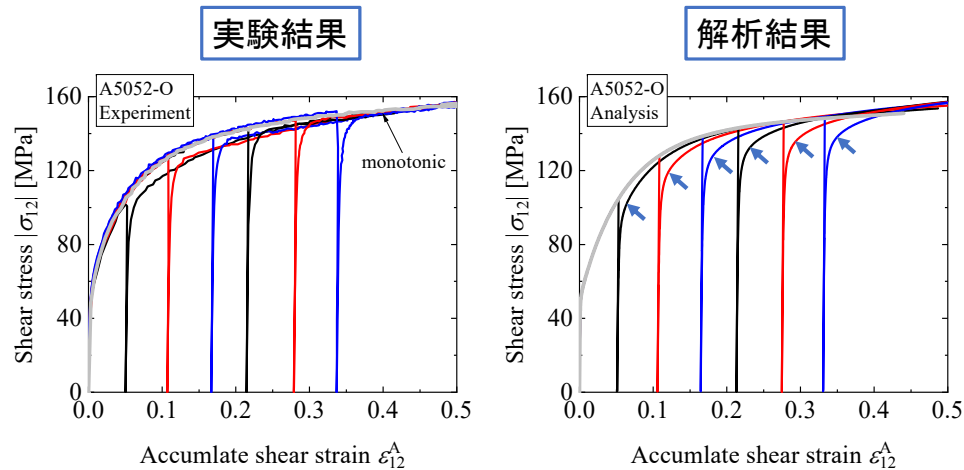 実験結果
A5052-O
Experiment
160
120
80
40
0
Shear stress |σ₁₂| [MPa]
monotonic
0.0 0.1 0.2 0.3 0.4 0.5
Accumlate shear strain ε₁₂ᴬ
解析結果
A5052-O
Analysis
160
120
80
40
0
Shear stress |σ₁₂| [MPa]
0.0 0.1 0.2 0.3 0.4 0.5
Accumlate shear strain ε₁₂ᴬ